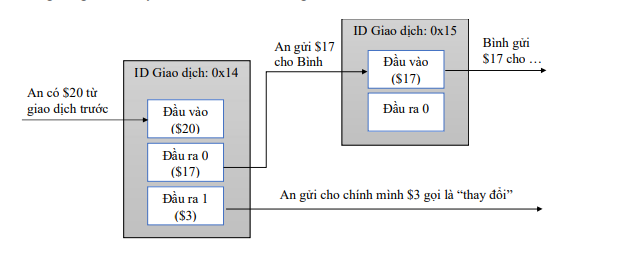 An có $20 từ
giao dịch trước
ID Giao dịch: 0x14
Đầu vào
($20)
Đầu ra 0
($17)
Đầu ra 1
($3)
An gửi $17
cho Bình
ID Giao dịch: 0x15
Đầu vào
($17)
Đầu ra 0
Bình gửi
$17 cho …
An gửi cho chính mình $3 gọi là “thay đổi”